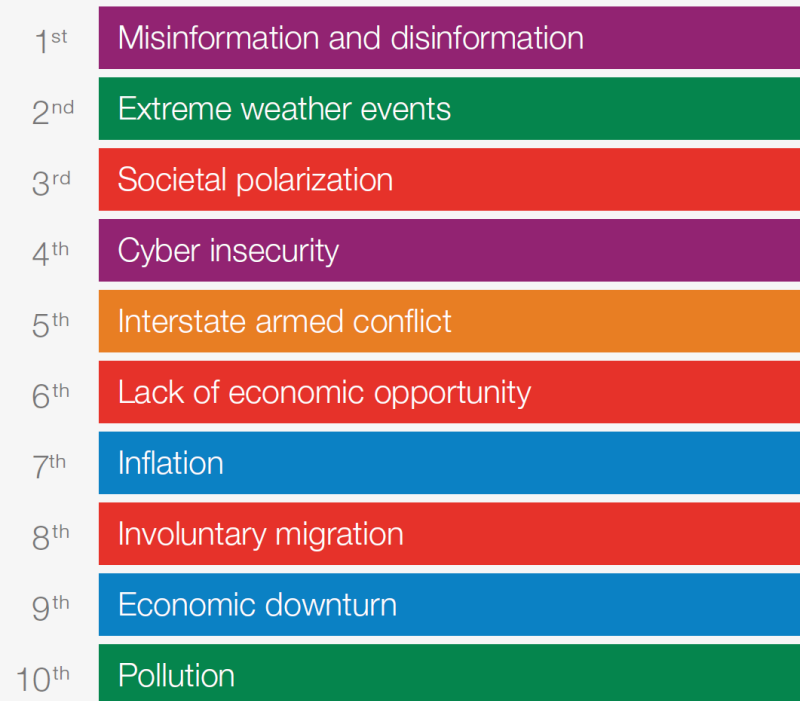 1st Misinformation and disinformation
2nd Extreme weather events
3rd Societal polarization
4th Cyber insecurity
5th Interstate armed conflict
6th Lack of economic opportunity
7th Inflation
8th Involuntary migration
9th Economic downturn
10th Pollution